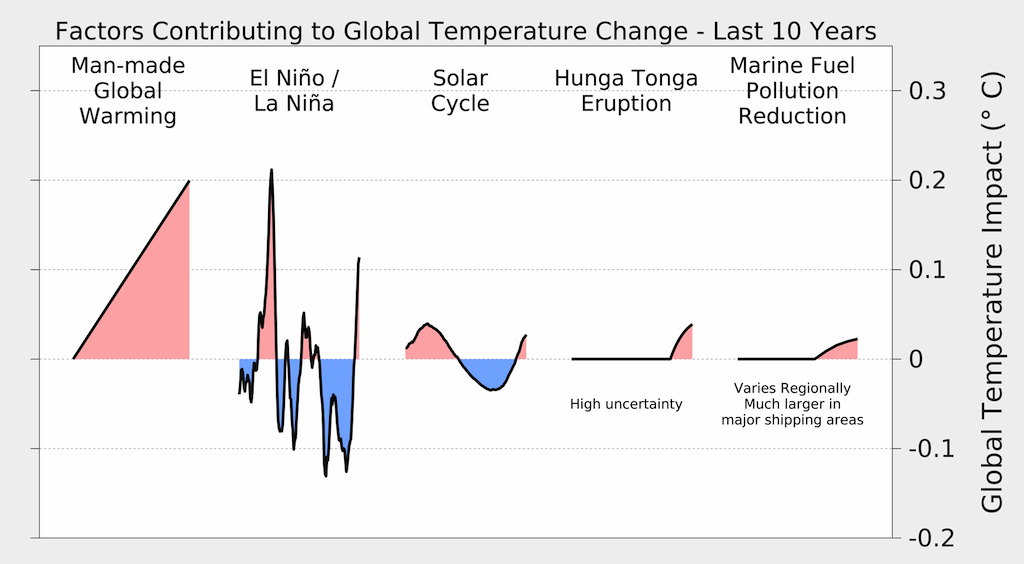 Factors Contributing to Global Temperature Change - Last 10 Years
Man-made
Global
Warming
El Niño /
La Niña
Solar
Cycle
Hunga Tonga
Eruption
Marine Fuel
Pollution
Reduction
0.3
0.2
0.1
0
-0.1
-0.2
Global Temperature Impact (° C)
High uncertainty
Varies Regionally
Much larger in
major shipping areas